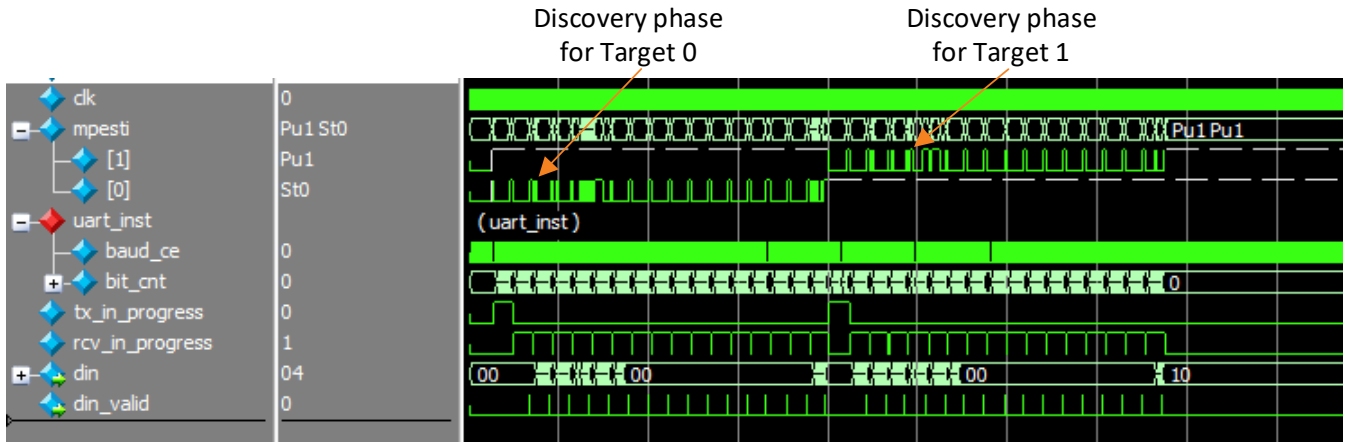 Discovery phase
for Target 0
Discovery phase
for Target 1
clk 0
mpesti Pu1 St0 Pu1 Pu1
[1] Pu1
[0] St0
uart_inst (uart_inst)
baud_ce 0
bit_cnt 0 0
tx_in_progress 0
rcv_in_progress 1
din 04 00 00 00 10
din_valid 0